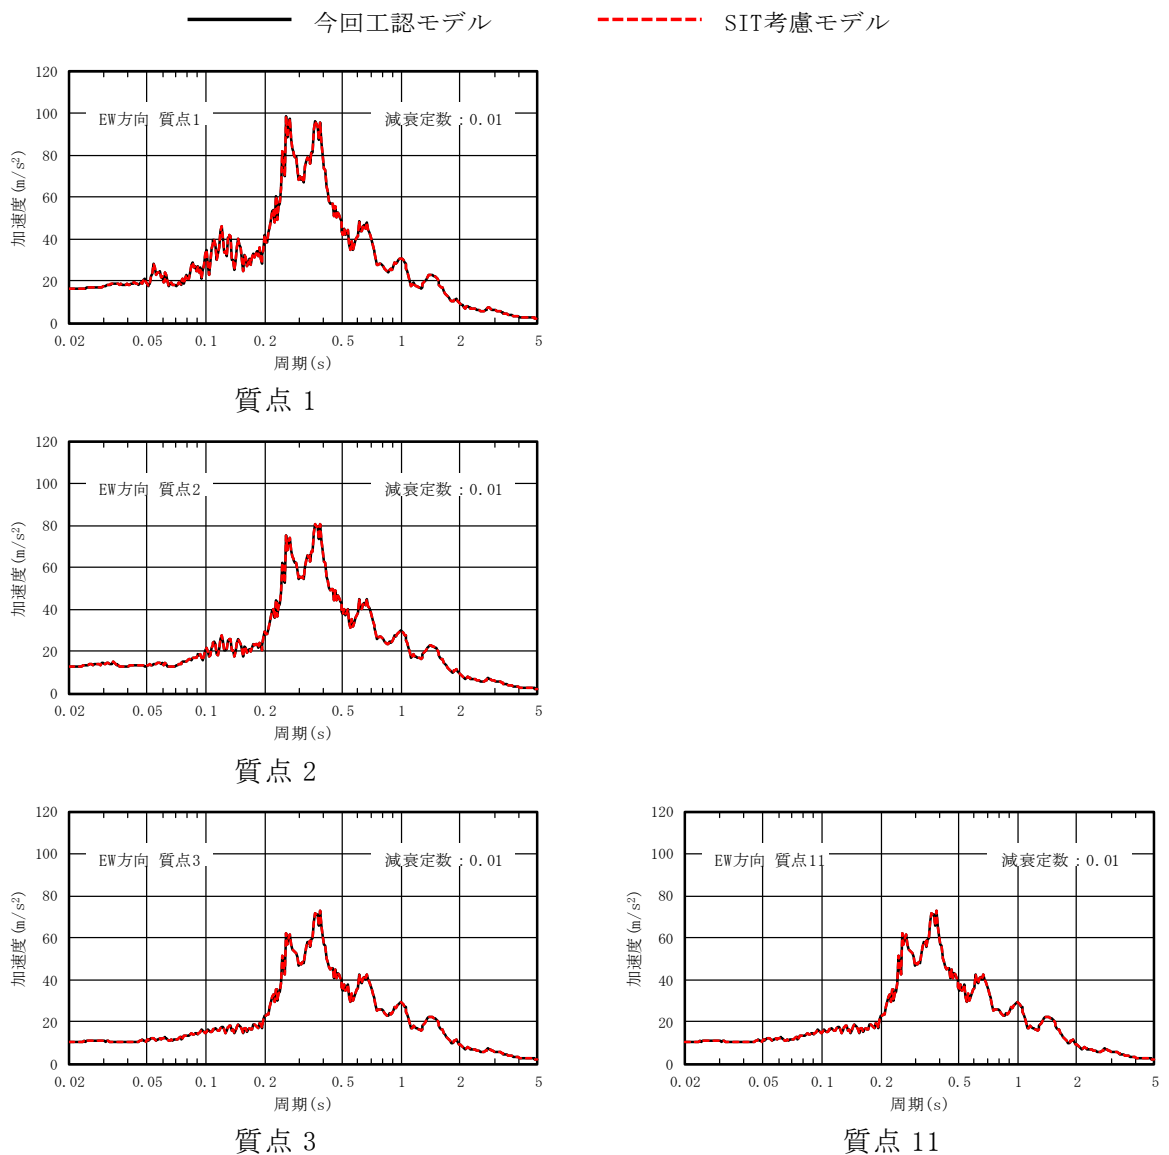 今回工認モデル SIT考慮モデル
120
100
80
60
40
20
0
加速度(m/s²)
EW方向 質点1 減衰定数：0.01
0.02 0.05 0.1 0.2 0.5 1 2 5
周期(s)
質点 1
120
100
80
60
40
20
0
加速度(m/s²)
EW方向 質点2 減衰定数：0.01
0.02 0.05 0.1 0.2 0.5 1 2 5
周期(s)
質点 2
120
100
80
60
40
20
0
加速度(m/s²)
EW方向 質点3 減衰定数：0.01
0.02 0.05 0.1 0.2 0.5 1 2 5
周期(s)
質点 3
120
100
80
60
40
20
0
加速度(m/s²)
EW方向 質点11 減衰定数：0.01
0.02 0.05 0.1 0.2 0.5 1 2 5
周期(s)
質点 11